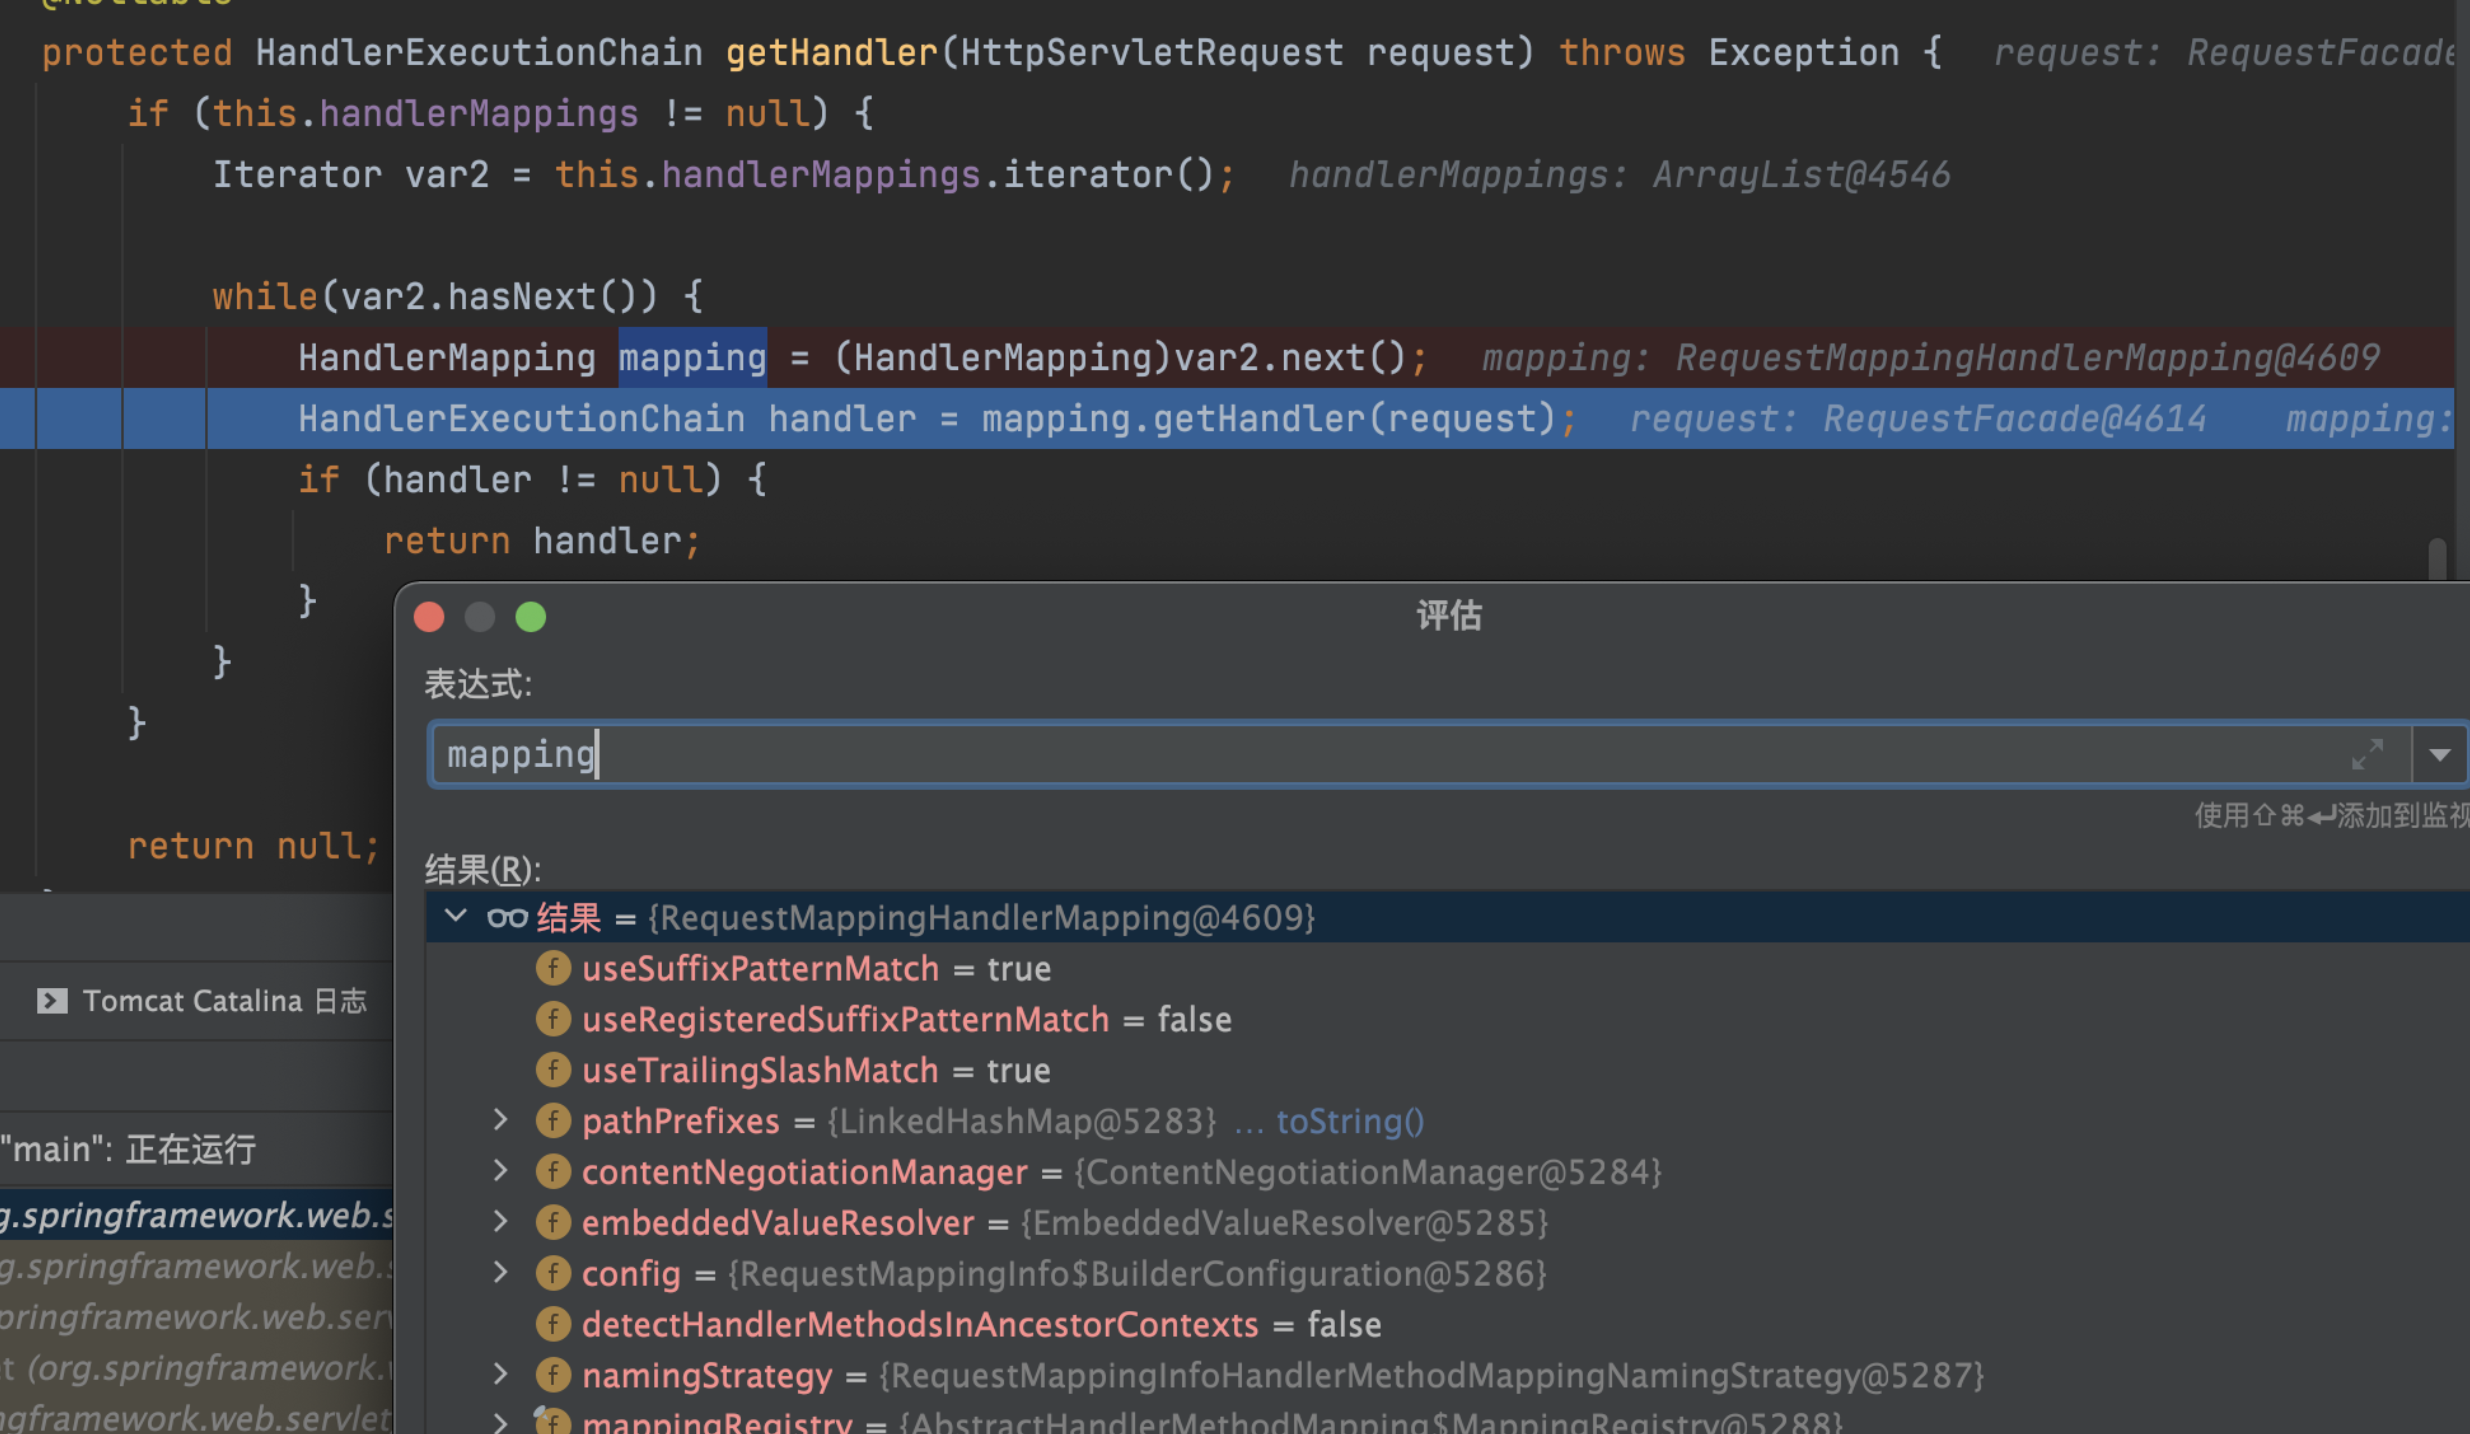 @Nullable
protected HandlerExecutionChain getHandler(HttpServletRequest request) throws Exception { request: RequestFacade
if (this.handlerMappings != null) {
Iterator var2 = this.handlerMappings.iterator(); handlerMappings: ArrayList@4546
while(var2.hasNext()) {
HandlerMapping mapping = (HandlerMapping)var2.next(); mapping: RequestMappingHandlerMapping@4609
HandlerExecutionChain handler = mapping.getHandler(request); request: RequestFacade@4614 mapping:
if (handler != null) {
return handler;
}
}
}
return null;
评估
表达式:
mapping
使用⇧⌘↩添加到监视
结果(R):
结果 = {RequestMappingHandlerMapping@4609}
f useSuffixPatternMatch = true
f useRegisteredSuffixPatternMatch = false
f useTrailingSlashMatch = true
f pathPrefixes = {LinkedHashMap@5283} ... toString()
f contentNegotiationManager = {ContentNegotiationManager@5284}
f embeddedValueResolver = {EmbeddedValueResolver@5285}
f config = {RequestMappingInfo$BuilderConfiguration@5286}
f detectHandlerMethodsInAncestorContexts = false
f namingStrategy = {RequestMappingInfoHandlerMethodMappingNamingStrategy@5287}
f mappingRegistry = {AbstractHandlerMethodMapping$MappingRegistry@5288}
Tomcat Catalina 日志
"main": 正在运行
g.springframework.web.s
g.springframework.web.s
pringframework.web.serv
t (org.springframework.
ngframework.web.servlet